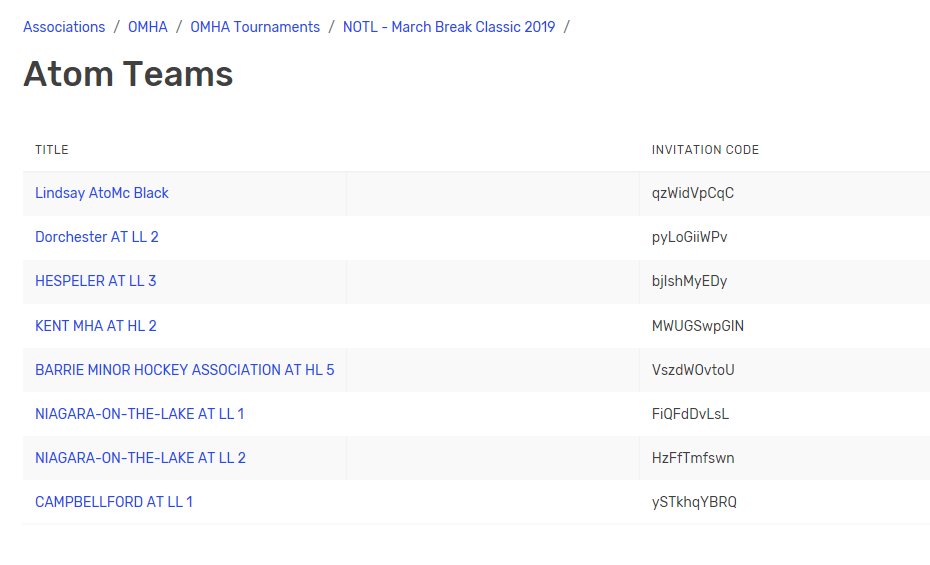 Associations / OMHA / OMHA Tournaments / NOTL - March Break Classic 2019 /
Atom Teams
TITLE INVITATION CODE
Lindsay AtoMc Black qzWidVpCqC
Dorchester AT LL 2 pyLoGiiWPv
HESPELER AT LL 3 bjIshMyEDy
KENT MHA AT HL 2 MWUGSwpGlN
BARRIE MINOR HOCKEY ASSOCIATION AT HL 5 VszdWOvtoU
NIAGARA-ON-THE-LAKE AT LL 1 FiQFdDvLsL
NIAGARA-ON-THE-LAKE AT LL 2 HzFfTmfswn
CAMPBELLFORD AT LL 1 ySTkhqYBRQ